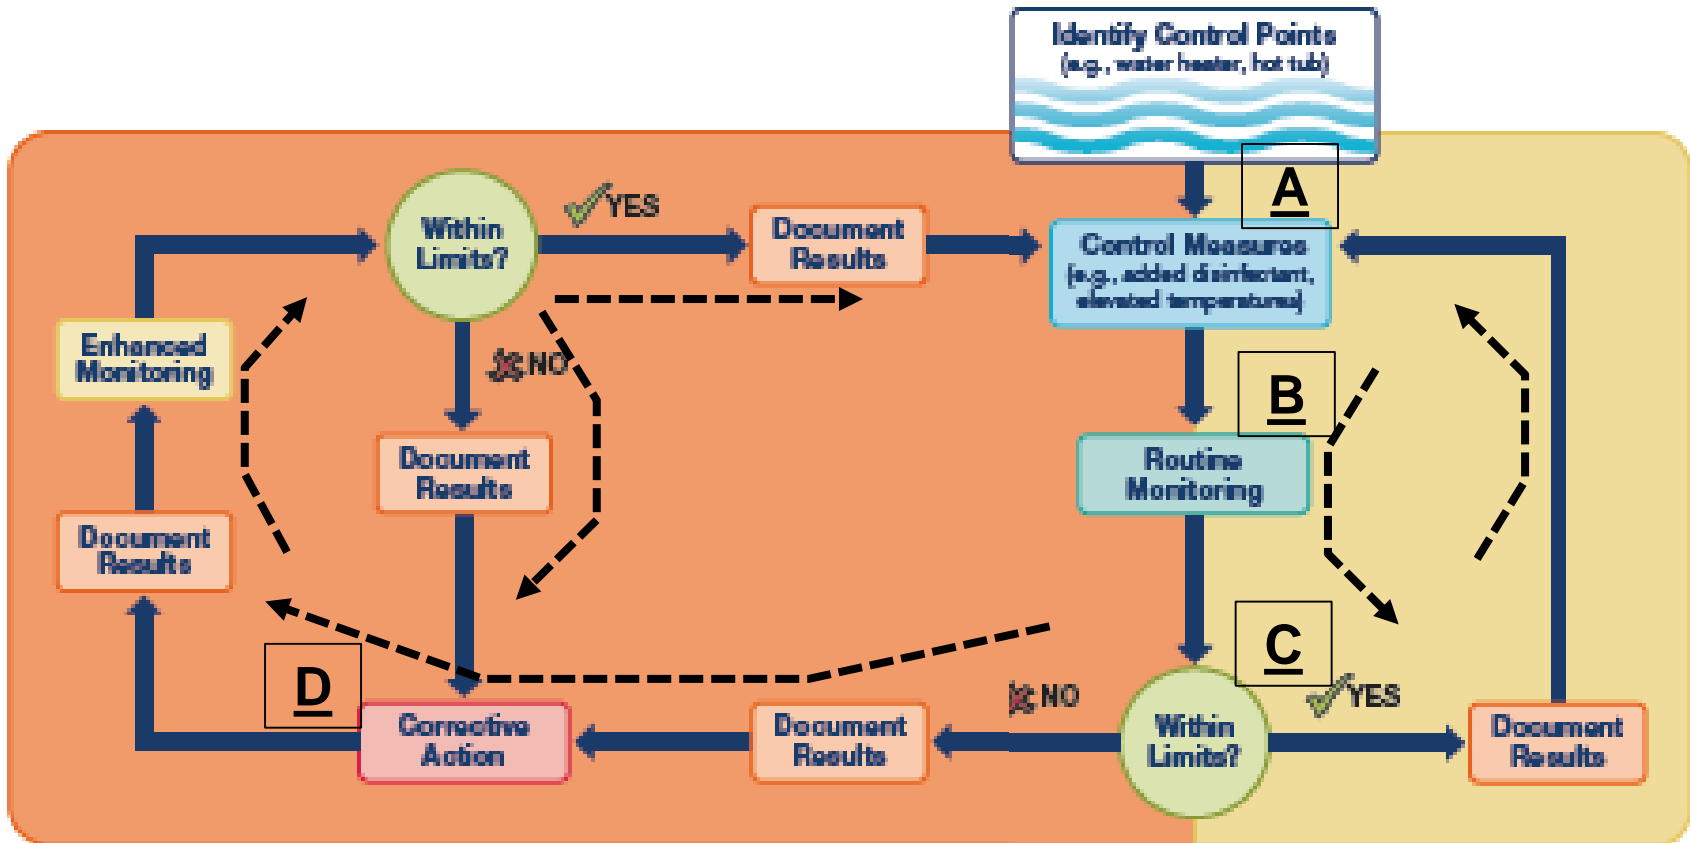 Identify Control Points
(e.g., water heater, hot tub)
A
Within
Limits?
YES
Document
Results
Control Measures
(e.g., added disinfectant,
elevated temperatures)
Enhanced
Monitoring
NO
B
Document
Results
Routine
Monitoring
Document
Results
C
D
Corrective
Action
Document
Results
NO
Within
Limits?
YES
Document
Results